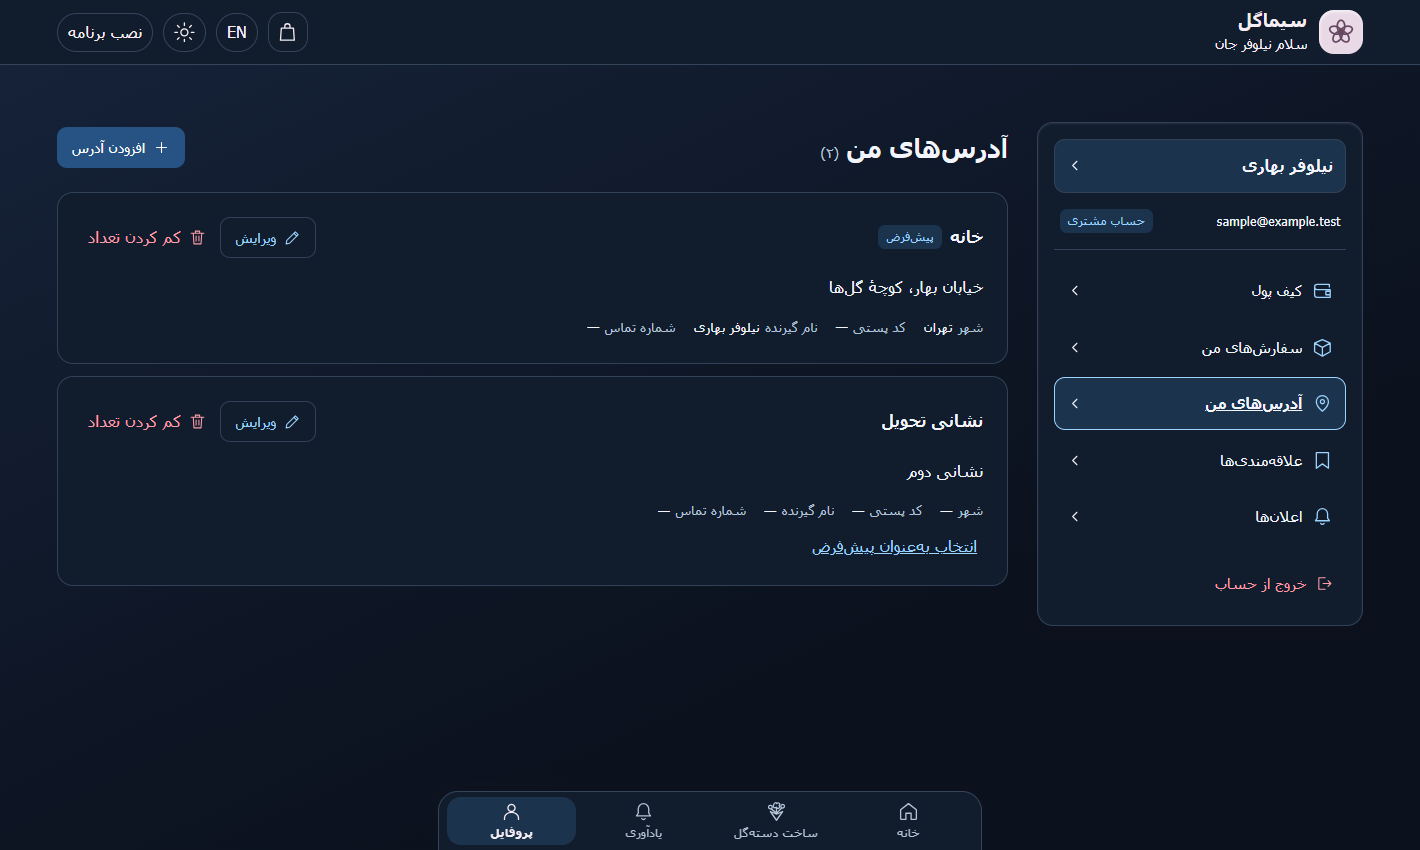 سیماگل
سلام نیلوفر جان
EN
نصب برنامه
نیلوفر بهاری
sample@example.test
حساب مشتری
کیف پول
سفارش‌های من
آدرس‌های من
علاقه‌مندی‌ها
اعلان‌ها
خروج از حساب
آدرس‌های من (۲)
افزودن آدرس
خانه پیش‌فرض
ویرایش
کم کردن تعداد
خیابان بهار، کوچهٔ گل‌ها
شهر تهران کد پستی — نام گیرنده نیلوفر بهاری شماره تماس —
نشانی تحویل
ویرایش
کم کردن تعداد
نشانی دوم
شهر — کد پستی — نام گیرنده — شماره تماس —
انتخاب به‌عنوان پیش‌فرض
خانه
ساخت دسته‌گل
یادآوری
پروفایل